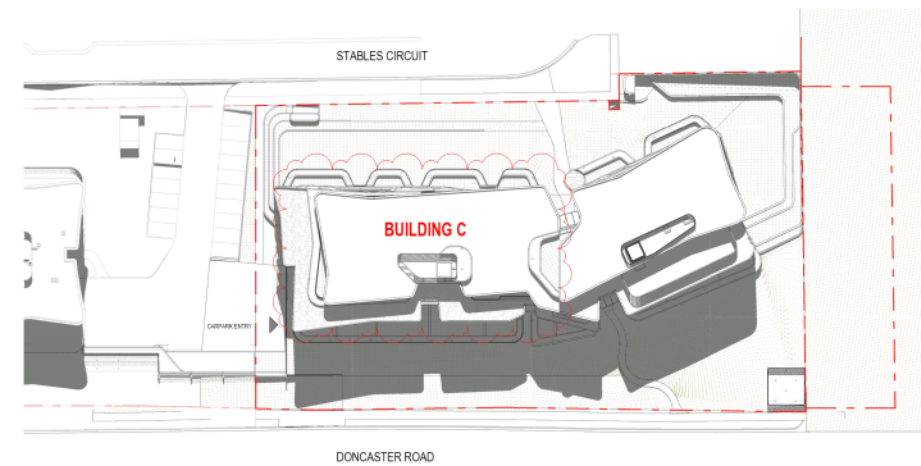 STABLES CIRCUIT
BUILDING C
CARPARK ENTRY
DONCASTER ROAD